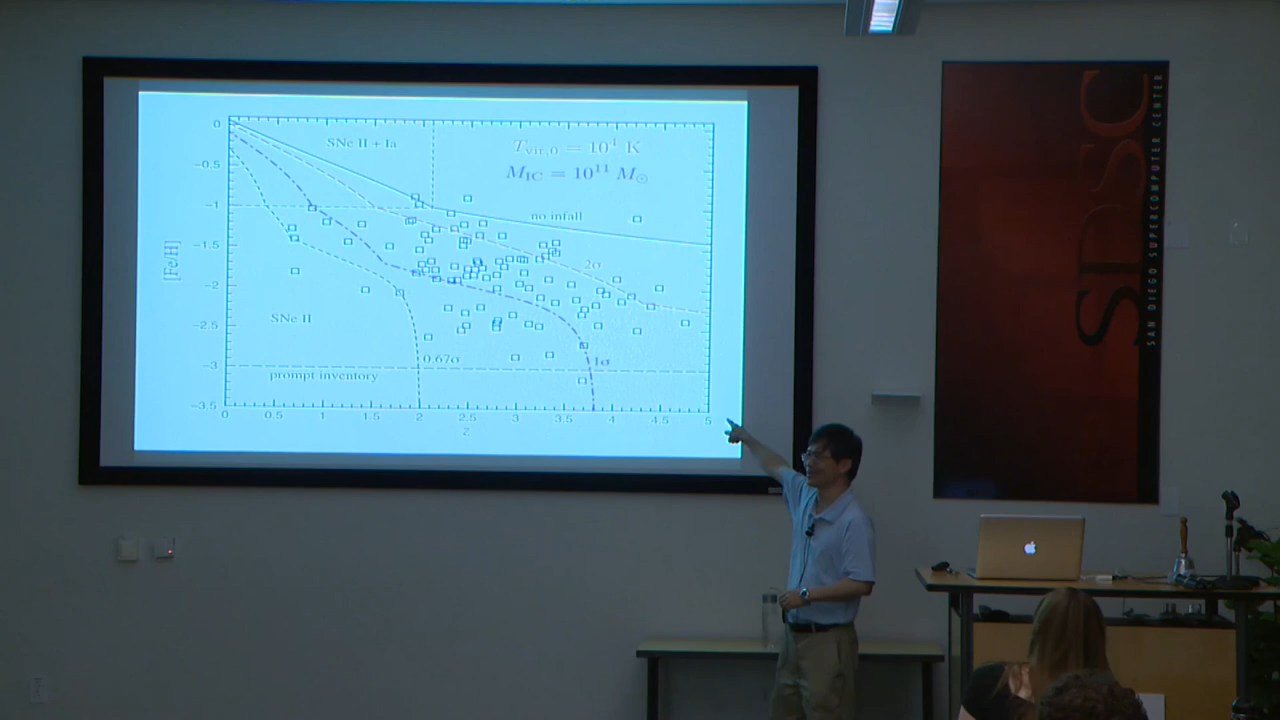 0
SNe II + Ia
T_vir,0 = 10^4 K
M_IC = 10^11 M_⊙
−0.5
−1
no infall
[Fe/H]
−1.5
2σ
−2
SNe II
−2.5
0.67σ
1σ
−3
prompt inventory
−3.5
0 0.5 1 1.5 2 2.5 3 3.5 4 4.5 5
z
SDSC
SAN DIEGO SUPERCOMPUTER CENTER